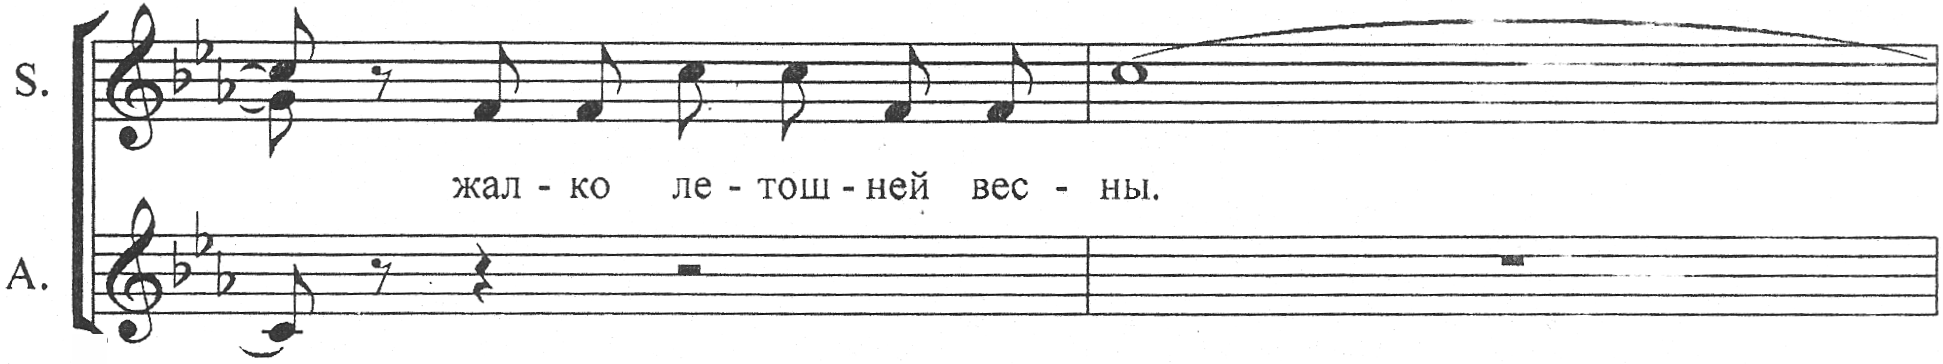 S.
жал - ко ле - тош - ней вес - ны.
A.